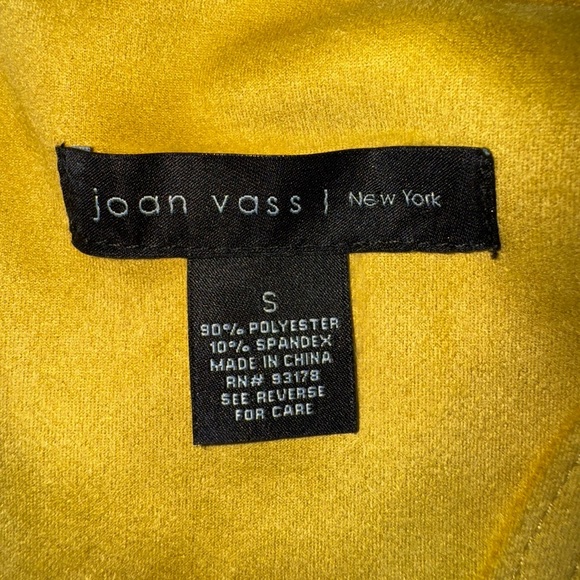 joan vass | New York
S
90% POLYESTER
10% SPANDEX
MADE IN CHINA
RN# 93178
SEE REVERSE
FOR CARE